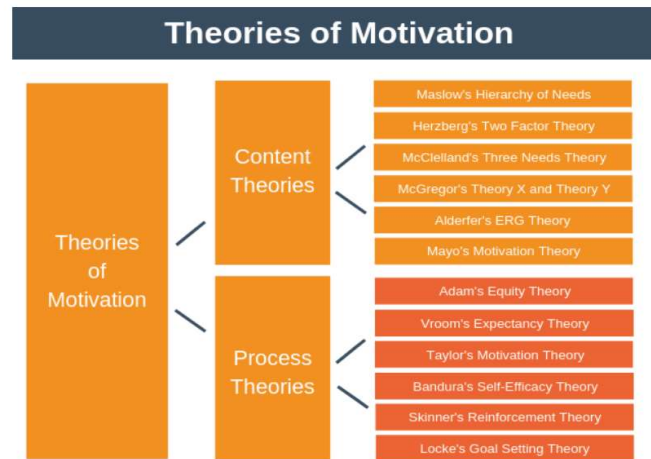 Theories of Motivation
Theories
of
Motivation
Content
Theories
Maslow's Hierarchy of Needs
Herzberg's Two Factor Theory
McClelland's Three Needs Theory
McGregor's Theory X and Theory Y
Alderfer's ERG Theory
Mayo's Motivation Theory
Process
Theories
Adam's Equity Theory
Vroom's Expectancy Theory
Taylor's Motivation Theory
Bandura's Self-Efficacy Theory
Skinner's Reinforcement Theory
Locke's Goal Setting Theory